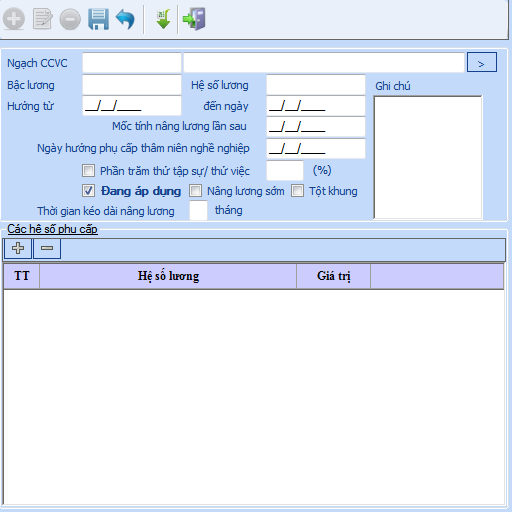 Ngạch CCVC >
Bậc lương Hệ số lương Ghi chú
Hưởng từ __/__/____ đến ngày __/__/____
Mốc tính nâng lương lần sau __/__/____
Ngày hưởng phụ cấp thâm niên nghề nghiệp __/__/____
Phần trăm thử tập sự/ thử việc (%)
Đang áp dụng Nâng lương sớm Tột khung
Thời gian kéo dài nâng lương tháng
Các hê số phu cấp
TT Hệ số lương Giá trị